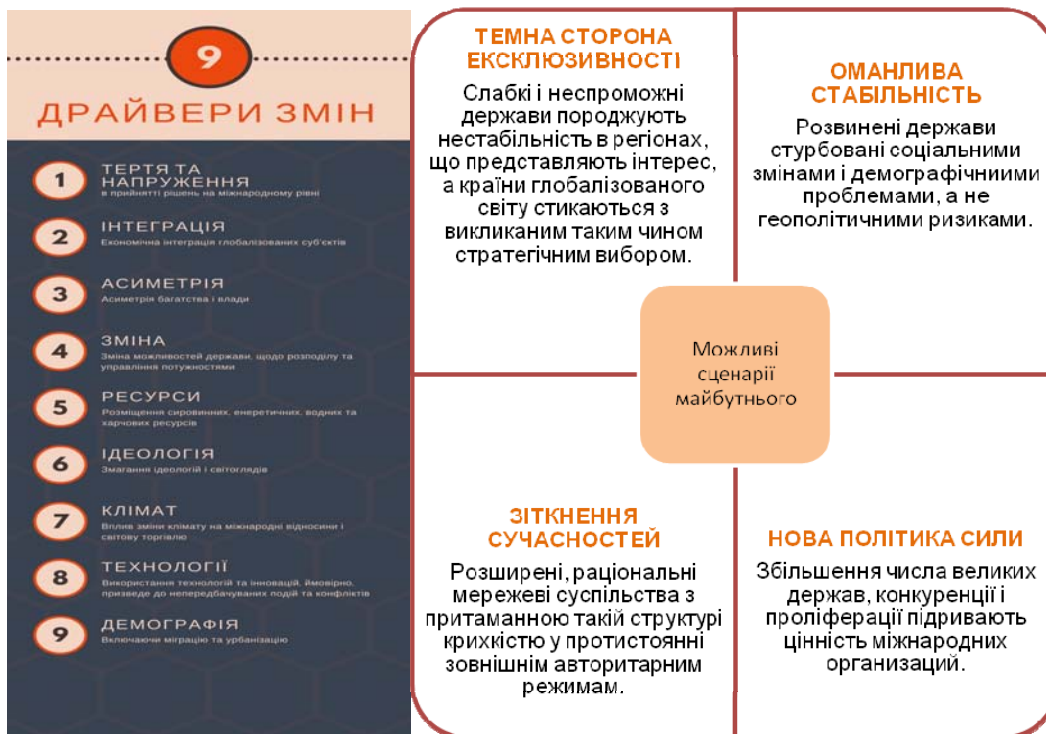 9
ДРАЙВЕРИ ЗМІН
1
ТЕРТЯ ТА
НАПРУЖЕННЯ
в прийнятті рішень на міжнародному рівні
2
ІНТЕГРАЦІЯ
Економічна інтеграція глобалізованих суб'єктів
3
АСИМЕТРІЯ
Асиметрія багатства і влади
4
ЗМІНА
Зміна можливостей держави, щодо розподілу та
управління потужностями
5
РЕСУРСИ
Розміщення сировинних, енергетичних, водних та
харчових ресурсів
6
ІДЕОЛОГІЯ
Змагання ідеологій і світоглядів
7
КЛІМАТ
Вплив зміни клімату на міжнародні відносини і
світову торгівлю
8
ТЕХНОЛОГІЇ
Використання технологій та інновацій, ймовірно,
призведе до непередбачуваних подій та конфліктів
9
ДЕМОГРАФІЯ
Включаючи міграцію та урбанізацію
ТЕМНА СТОРОНА
ЕКСКЛЮЗИВНОСТІ
Слабкі і неспроможні
держави породжують
нестабільність в регіонах,
що представляють інтерес,
а країни глобалізованого
світу стикаються з
викликаним таким чином
стратегічним вибором.
ОМАНЛИВА
СТАБІЛЬНІСТЬ
Розвинені держави
стурбовані соціальними
змінами і демографічниими
проблемами, а не
геополітичними ризиками.
Можливі
сценарії
майбутнього
ЗІТКНЕННЯ
СУЧАСНОСТЕЙ
Розширені, раціональні
мережеві суспільства з
притаманною такій структурі
крихкістю у протистоянні
зовнішнім авторитарним
режимам.
НОВА ПОЛІТИКА СИЛИ
Збільшення числа великих
держав, конкуренції і
проліферації підривають
цінність міжнародних
организаций.